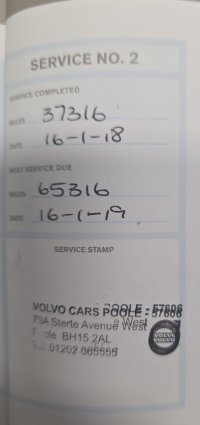 SERVICE NO. 2
SERVICE COMPLETED
MILES 37316
DATE 16-1-18
NEXT SERVICE DUE
MILES 65316
DATE 16-1-19
SERVICE STAMP
VOLVO CARS POOLE - 57606
79A Sterte Avenue West
Poole BH15 2AL
01202 665555
VOLVO